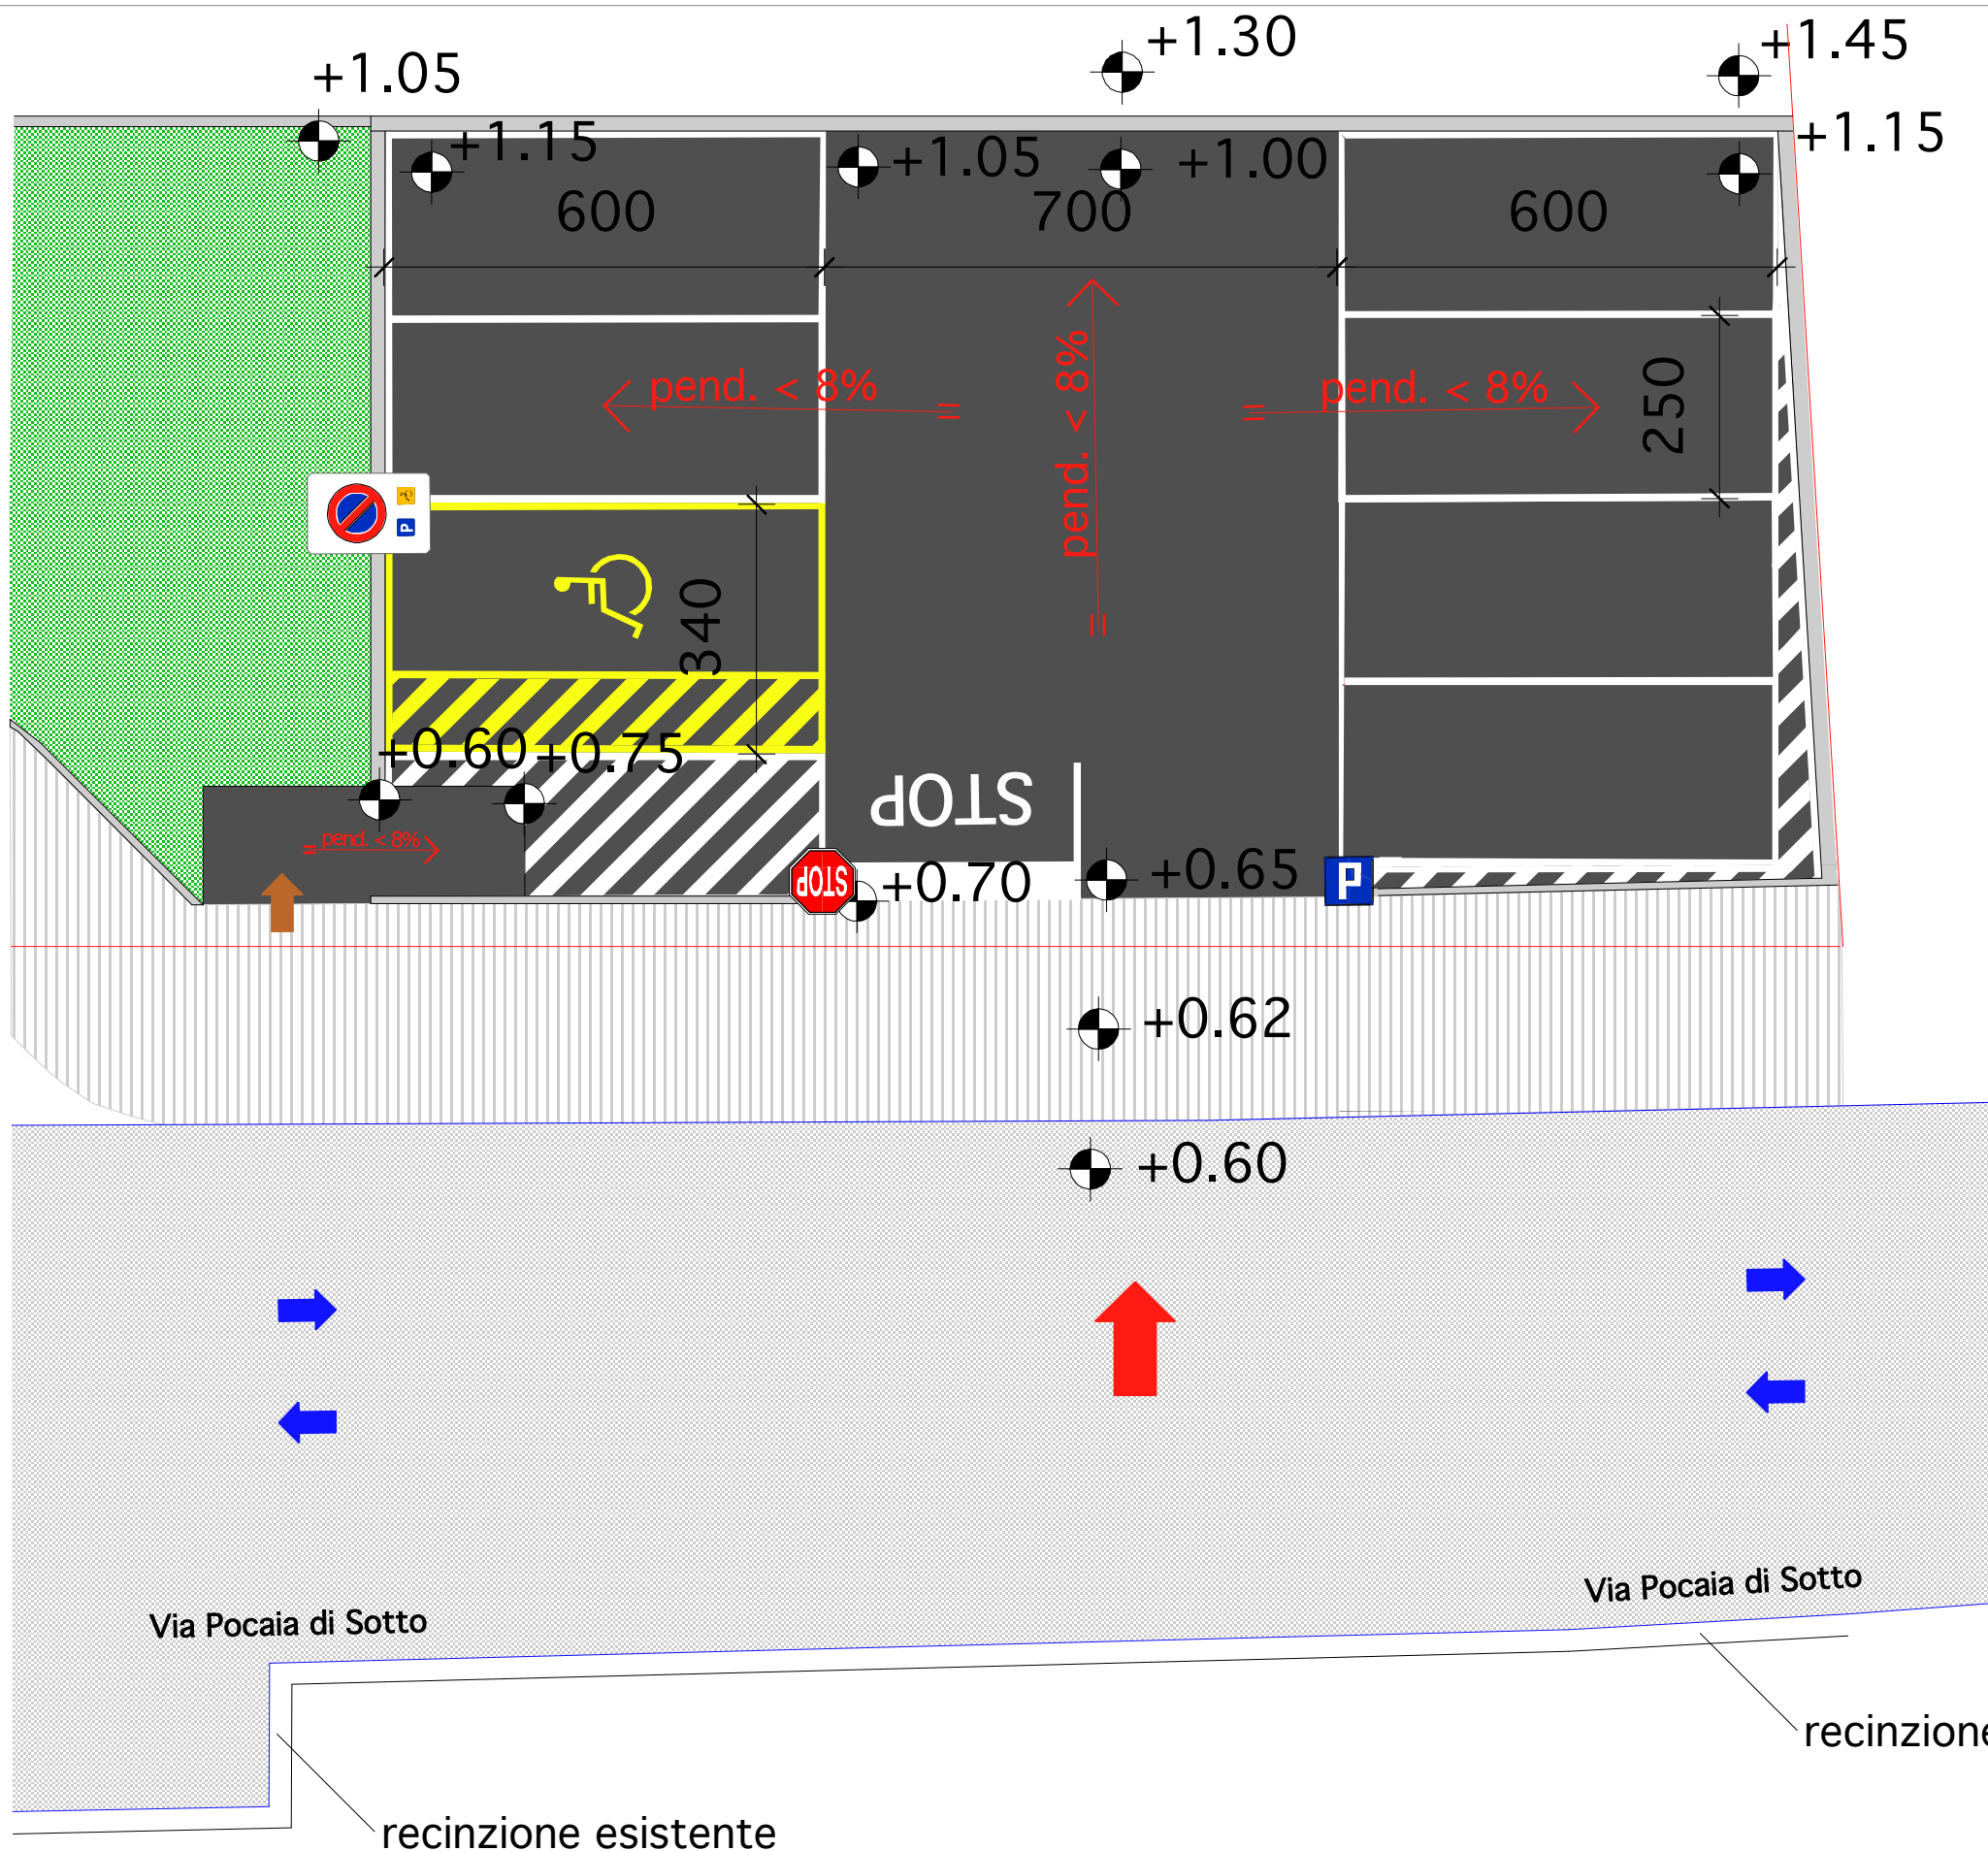 +1.30
+1.45
+1.05
+1.15
+1.15
+1.05
+1.00
600
700
600
pend. < 8%
pend. < 8%
pend. < 8%
250
P
340
+0.60
+0.75
STOP
pend. < 8%
STOP
+0.70
+0.65
P
+0.62
+0.60
Via Pocaia di Sotto
Via Pocaia di Sotto
recinzione
recinzione esistente